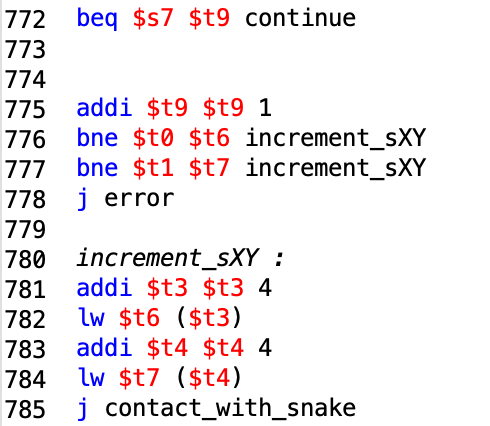 772 beq $s7 $t9 continue
773
774
775 addi $t9 $t9 1
776 bne $t0 $t6 increment_sXY
777 bne $t1 $t7 increment_sXY
778 j error
779
780 increment_sXY :
781 addi $t3 $t3 4
782 lw $t6 ($t3)
783 addi $t4 $t4 4
784 lw $t7 ($t4)
785 j contact_with_snake